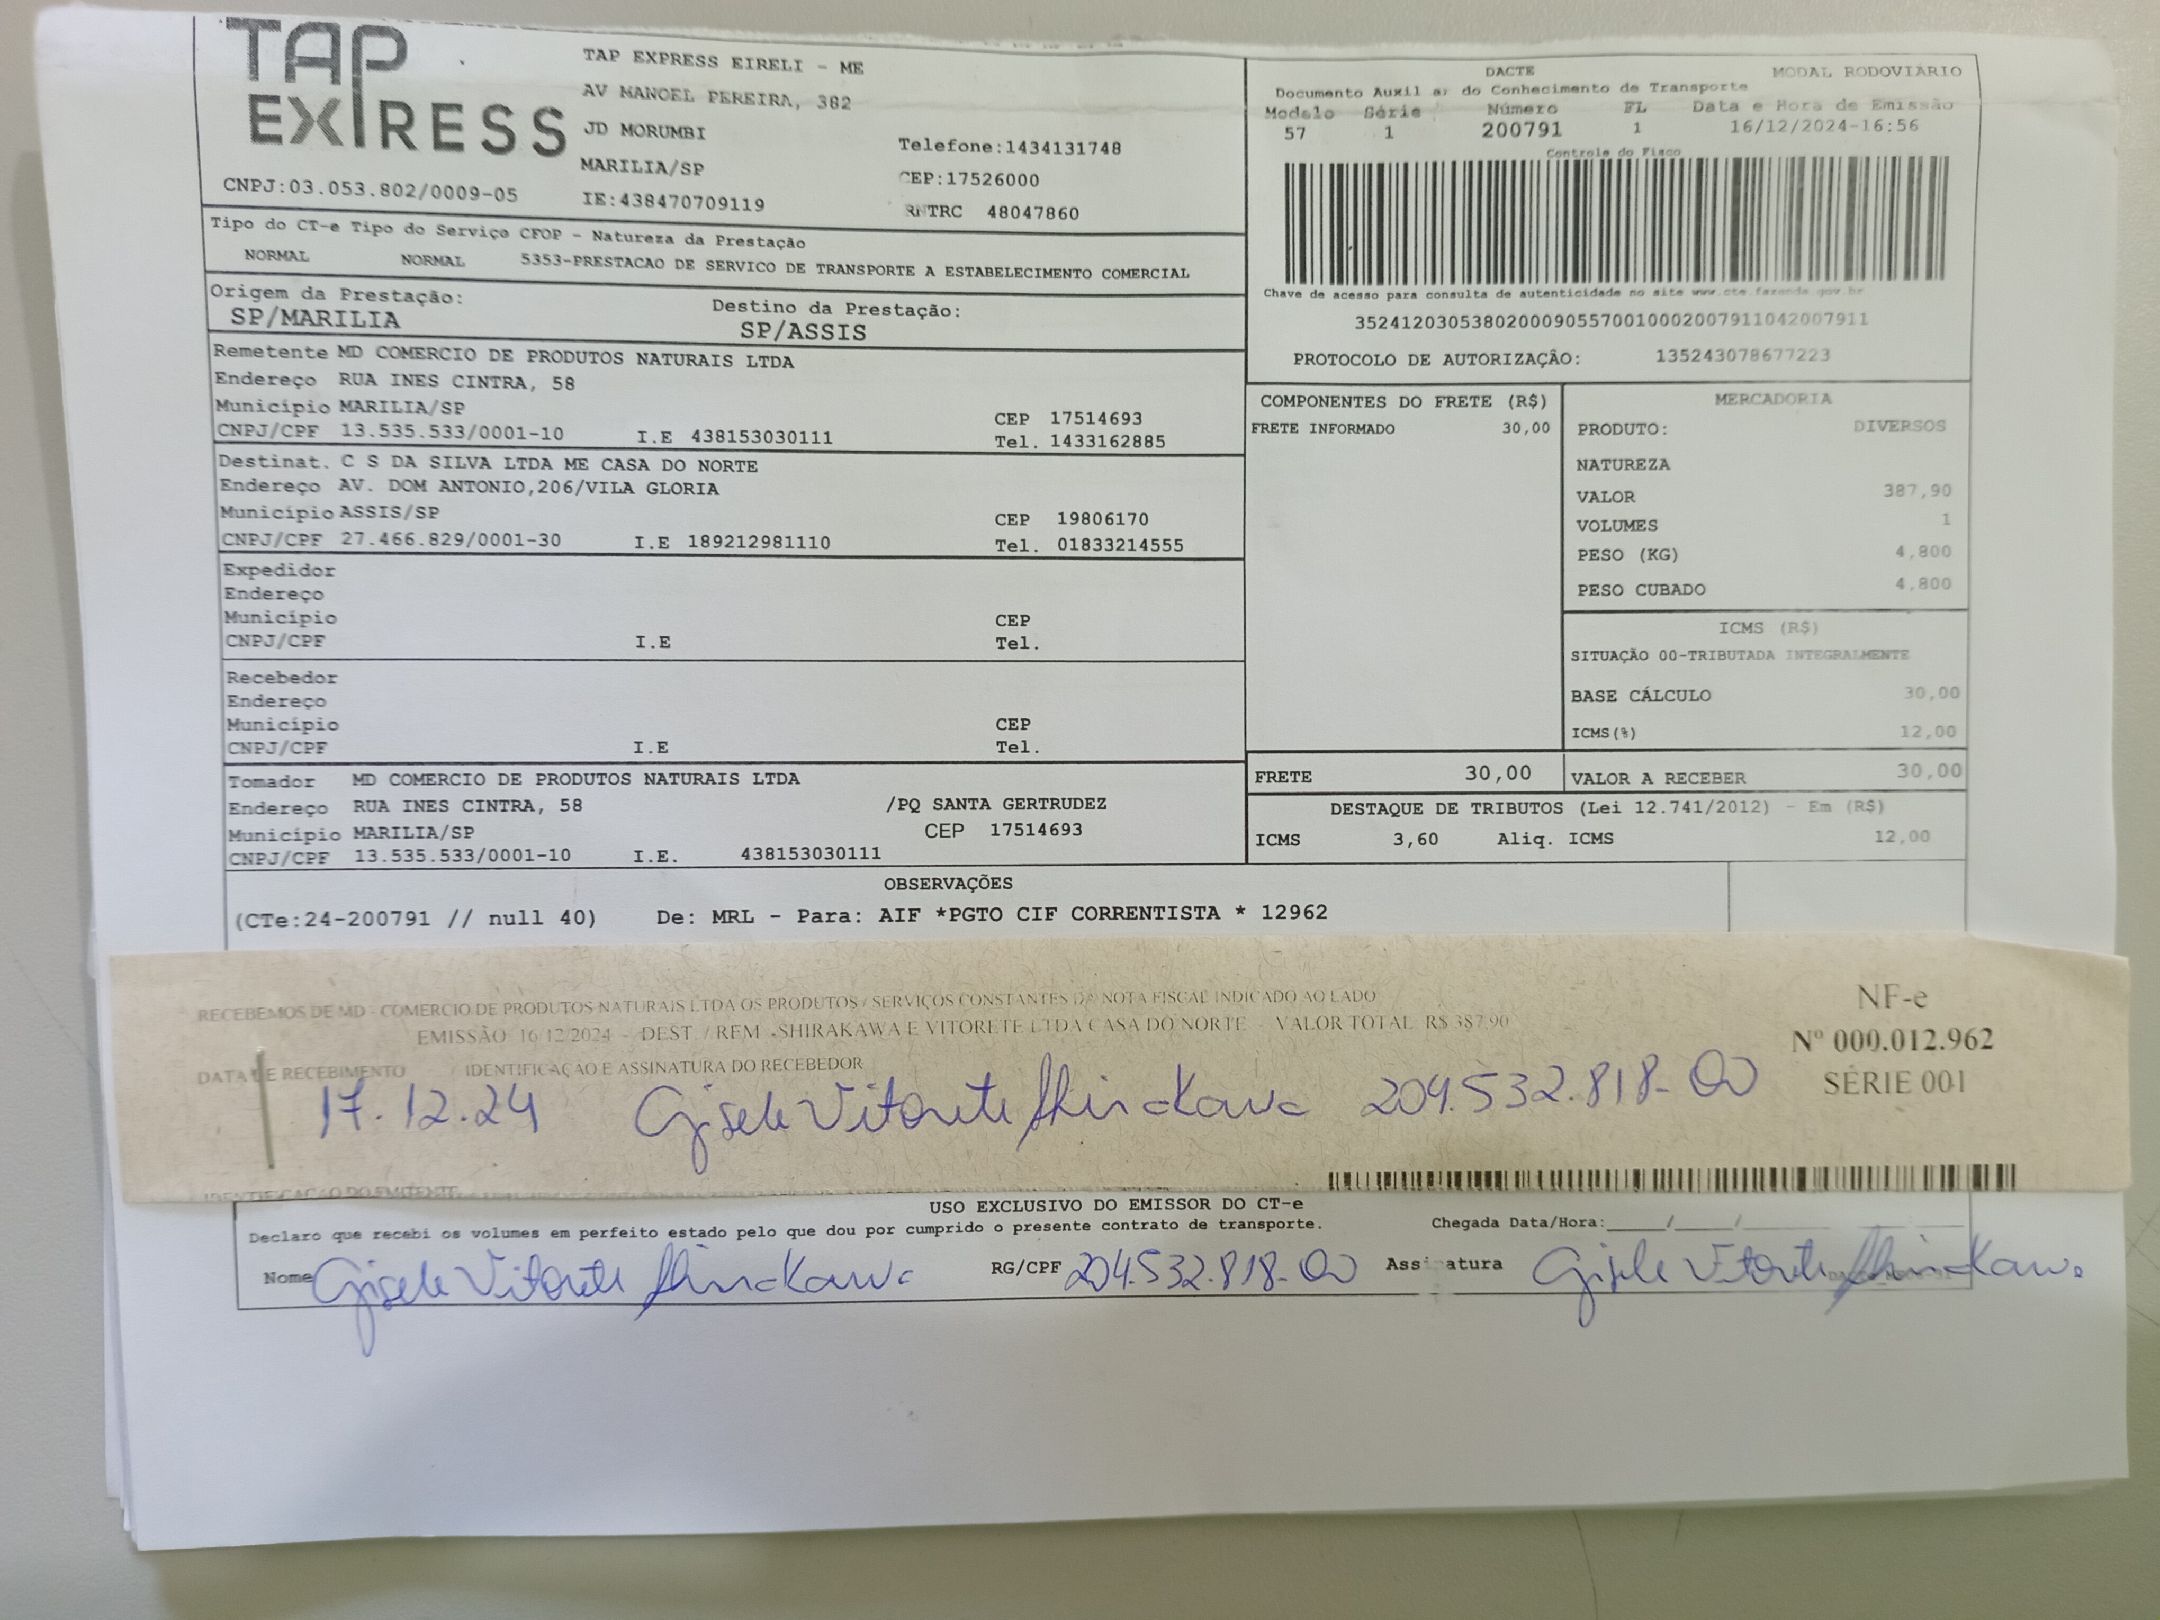 TAP EXPRESS
TAP EXPRESS EIRELI - ME
AV MANOEL PEREIRA, 382
JD MORUMBI
MARILIA/SP
IE:438470709119
Telefone:1434131748
CEP:17526000
RNTRC 48047860
CNPJ:03.053.802/0009-05
DACTE MODAL RODOVIÁRIO
Documento Auxil ar do Conhecimento de Transporte
Modelo Série Número FL Data e Hora de Emissão
57 1 200791 1 16/12/2024-16:56
Controle do Fisco
Chave de acesso para consulta de autenticidade no site www.cte.fazenda.gov.br
35241203053802000905570010002007911042007911
PROTOCOLO DE AUTORIZAÇÃO: 135243078677223
Tipo do CT-e Tipo do Serviço CFOP - Natureza da Prestação
NORMAL NORMAL 5353-PRESTACAO DE SERVICO DE TRANSPORTE A ESTABELECIMENTO COMERCIAL
Origem da Prestação: Destino da Prestação:
SP/MARILIA SP/ASSIS
Remetente MD COMERCIO DE PRODUTOS NATURAIS LTDA
Endereço RUA INES CINTRA, 58
Município MARILIA/SP CEP 17514693
CNPJ/CPF 13.535.533/0001-10 I.E 438153030111 Tel. 1433162885
Destinat. C S DA SILVA LTDA ME CASA DO NORTE
Endereço AV. DOM ANTONIO,206/VILA GLORIA
Município ASSIS/SP CEP 19806170
CNPJ/CPF 27.466.829/0001-30 I.E 189212981110 Tel. 01833214555
Expedidor
Endereço
Município CEP
CNPJ/CPF I.E Tel.
Recebedor
Endereço
Município CEP
CNPJ/CPF I.E Tel.
Tomador MD COMERCIO DE PRODUTOS NATURAIS LTDA
Endereço RUA INES CINTRA, 58 /PQ SANTA GERTRUDEZ
Município MARILIA/SP CEP 17514693
CNPJ/CPF 13.535.533/0001-10 I.E. 438153030111
COMPONENTES DO FRETE (R$)
FRETE INFORMADO 30,00
MERCADORIA
PRODUTO: DIVERSOS
NATUREZA
VALOR 387,90
VOLUMES 1
PESO (KG) 4,800
PESO CUBADO 4,800
ICMS (R$)
SITUAÇÃO 00-TRIBUTADA INTEGRALMENTE
BASE CÁLCULO 30,00
ICMS(%) 12,00
FRETE 30,00 VALOR A RECEBER 30,00
DESTAQUE DE TRIBUTOS (Lei 12.741/2012) - Em (R$)
ICMS 3,60 Aliq. ICMS 12,00
OBSERVAÇÕES
(CTe:24-200791 // null 40) De: MRL - Para: AIF *PGTO CIF CORRENTISTA * 12962
RECEBEMOS DE MD - COMERCIO DE PRODUTOS NATURAIS LTDA OS PRODUTOS / SERVIÇOS CONSTANTES DA NOTA FISCAL INDICADO AO LADO
EMISSÃO 16/12/2024 - DEST. / REM - SHIRAKAWA E VITORETE LTDA CASA DO NORTE - VALOR TOTAL R$ 387,90
DATA DE RECEBIMENTO IDENTIFICAÇAO E ASSINATURA DO RECEBEDOR
17.12.24 Gisele Vitorete Shirakawa 204.532.818-00
NF-e
Nº 000.012.962
SÉRIE 001
IDENTIFICAÇAO DO EMITENTE
USO EXCLUSIVO DO EMISSOR DO CT-e
Declaro que recebi os volumes em perfeito estado pelo que dou por cumprido o presente contrato de transporte. Chegada Data/Hora:_____/____/
Nome Gisele Vitorete Shirakawa RG/CPF 204.532.818-00 Ass atura Gisele Vitorete Shirakawa